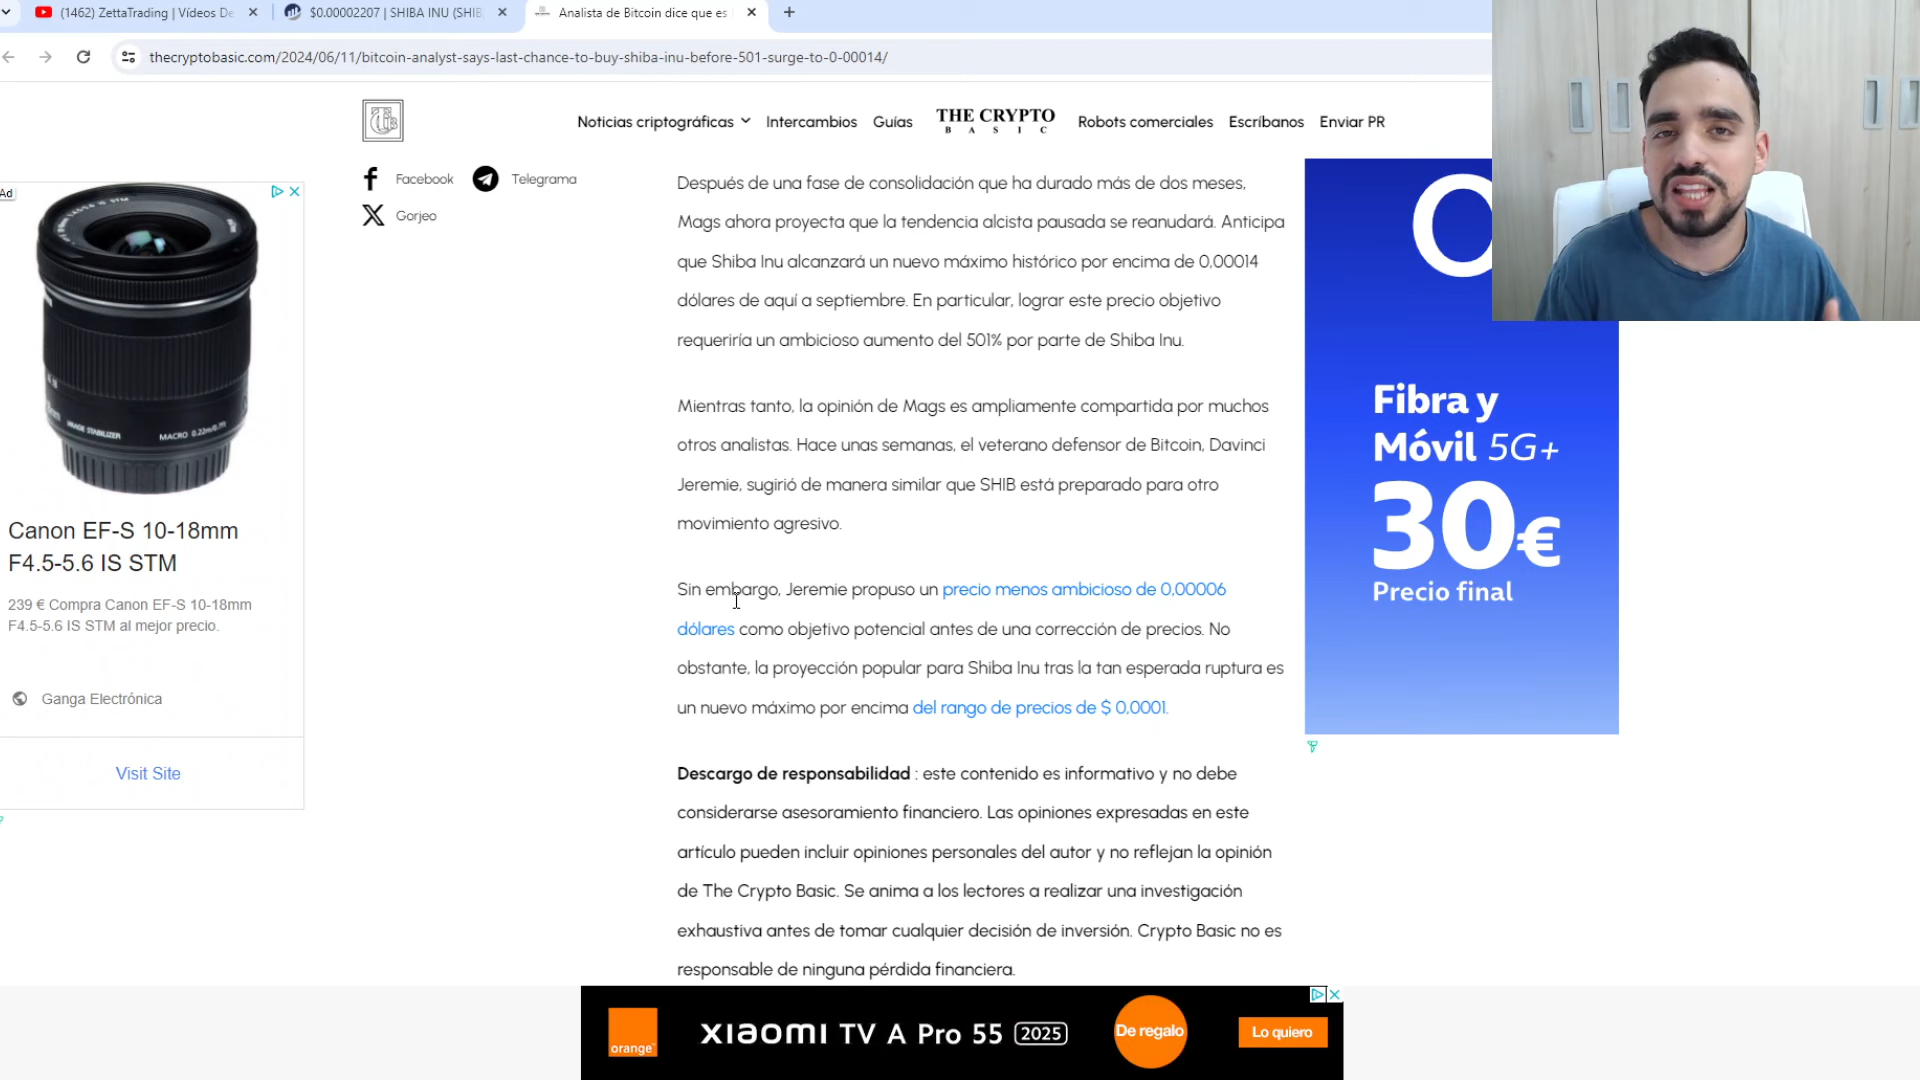 (1462) ZettaTrading | Vídeos De
$0.00002207 | SHIBA INU (SHIB
Analista de Bitcoin dice que es
thecryptobasic.com/2024/06/11/bitcoin-analyst-says-last-chance-to-buy-shiba-inu-before-501-surge-to-0-00014/
Noticias criptográficas
Intercambios
Guías
THE CRYPTO
BASIC
Robots comerciales
Escríbanos
Enviar PR
Facebook
Telegrama
Gorjeo
Ad
IMAGE STABILIZER
MACRO 0.22m/0.7ft
Canon EF-S 10-18mm
F4.5-5.6 IS STM
239 € Compra Canon EF-S 10-18mm
F4.5-5.6 IS STM al mejor precio.
Ganga Electrónica
Visit Site
Después de una fase de consolidación que ha durado más de dos meses,
Mags ahora proyecta que la tendencia alcista pausada se reanudará. Anticipa
que Shiba Inu alcanzará un nuevo máximo histórico por encima de 0,00014
dólares de aquí a septiembre. En particular, lograr este precio objetivo
requeriría un ambicioso aumento del 501% por parte de Shiba Inu.
Mientras tanto, la opinión de Mags es ampliamente compartida por muchos
otros analistas. Hace unas semanas, el veterano defensor de Bitcoin, Davinci
Jeremie, sugirió de manera similar que SHIB está preparado para otro
movimiento agresivo.
Sin embargo, Jeremie propuso un precio menos ambicioso de 0,00006
dólares como objetivo potencial antes de una corrección de precios. No
obstante, la proyección popular para Shiba Inu tras la tan esperada ruptura es
un nuevo máximo por encima del rango de precios de $ 0,0001.
Descargo de responsabilidad : este contenido es informativo y no debe
considerarse asesoramiento financiero. Las opiniones expresadas en este
artículo pueden incluir opiniones personales del autor y no reflejan la opinión
de The Crypto Basic. Se anima a los lectores a realizar una investigación
exhaustiva antes de tomar cualquier decisión de inversión. Crypto Basic no es
responsable de ninguna pérdida financiera.
Fibra y
Móvil 5G+
30€
Precio final
orange
XIAOMI TV A Pro 55 2025
De regalo
Lo quiero